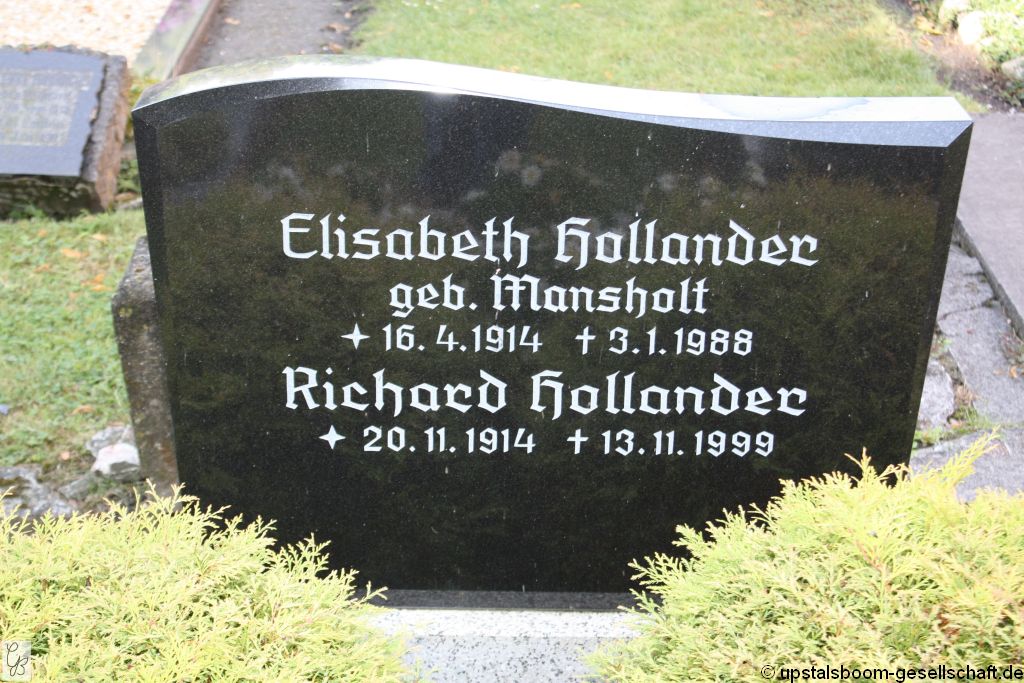 Elisabeth Hollander
geb. Mansholt
✦ 16. 4. 1914 † 3. 1. 1988
Richard Hollander
✦ 20. 11. 1914 † 13. 11. 1999
© upstalsboom-gesellschaft.de